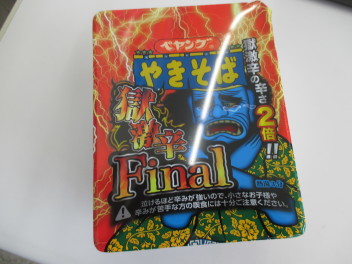 ペヤング
やきそば
獄激辛の辛さ
2倍!!
獄
激辛
Final
泣けるほど辛みが強いので、小さなお子様や
辛みが苦手な方の喫食には十分ご注意ください。